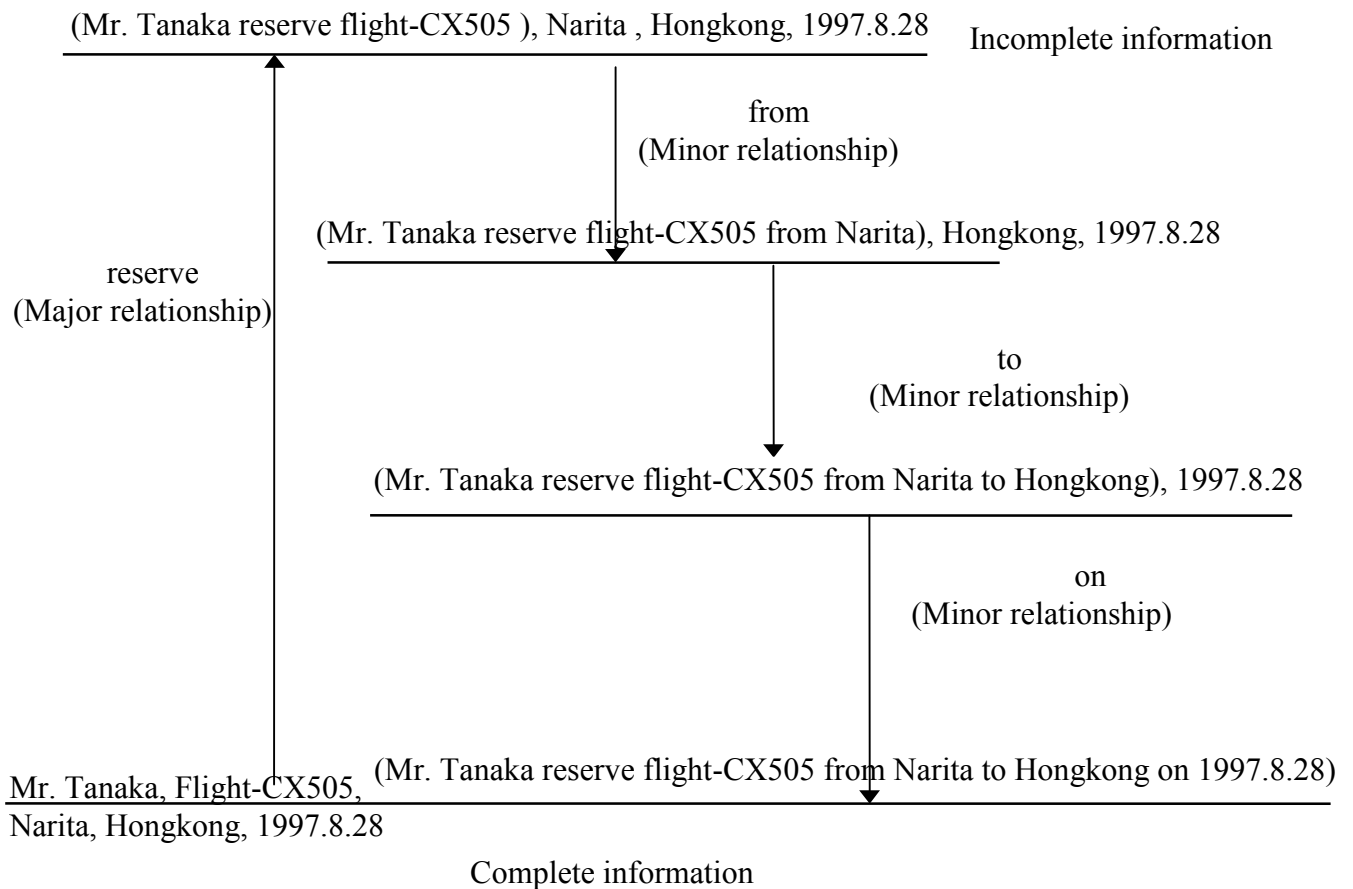 (Mr. Tanaka reserve flight-CX505 ), Narita , Hongkong, 1997.8.28
Incomplete information
from
(Minor relationship)
(Mr. Tanaka reserve flight-CX505 from Narita), Hongkong, 1997.8.28
reserve
(Major relationship)
to
(Minor relationship)
(Mr. Tanaka reserve flight-CX505 from Narita to Hongkong), 1997.8.28
on
(Minor relationship)
(Mr. Tanaka reserve flight-CX505 from Narita to Hongkong on 1997.8.28)
Mr. Tanaka, Flight-CX505,
Narita, Hongkong, 1997.8.28
Complete information